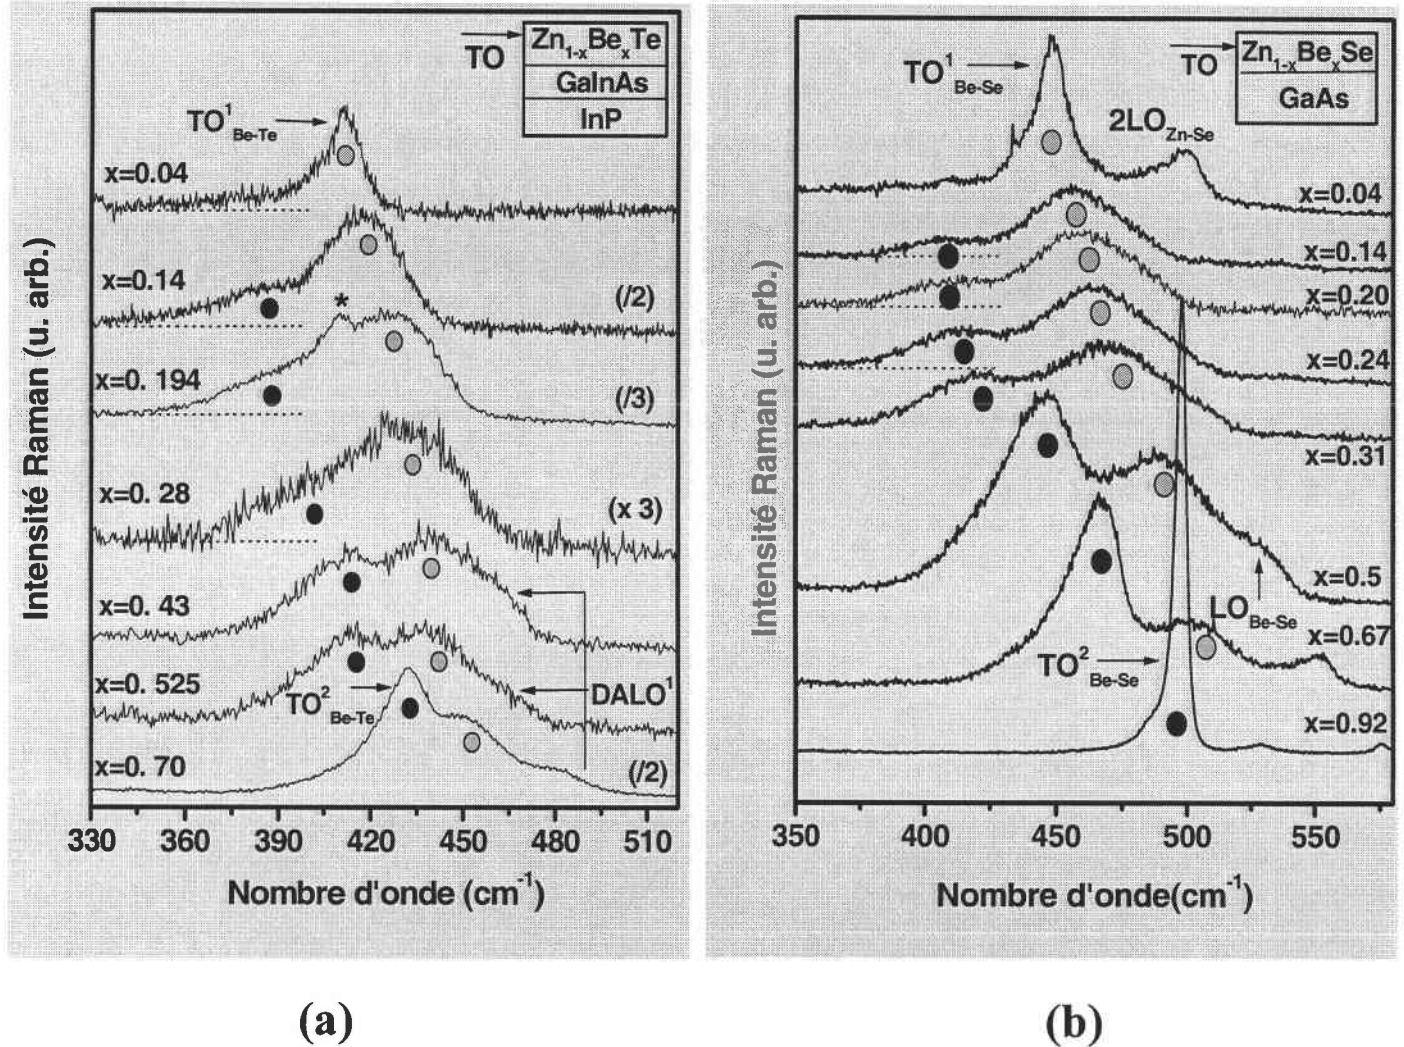 TO
Zn1-xBexTe
GaInAs
InP
TO1Be-Te
x=0.04
x=0.14
(/2)
*
x=0. 194
(/3)
x=0. 28
(x 3)
x=0. 43
x=0. 525
TO2Be-Te
DALO1
x=0. 70
(/2)
330 360 390 420 450 480 510
Nombre d'onde (cm-1)
Intensité Raman (u. arb.)
(a)
TO
Zn1-xBexSe
GaAs
TO1Be-Se
2LOZn-Se
x=0.04
x=0.14
x=0.20
x=0.24
x=0.31
x=0.5
LOBe-Se
x=0.67
TO2Be-Se
x=0.92
350 400 450 500 550
Nombre d'onde(cm-1)
Intensité Raman (u. arb.)
(b)